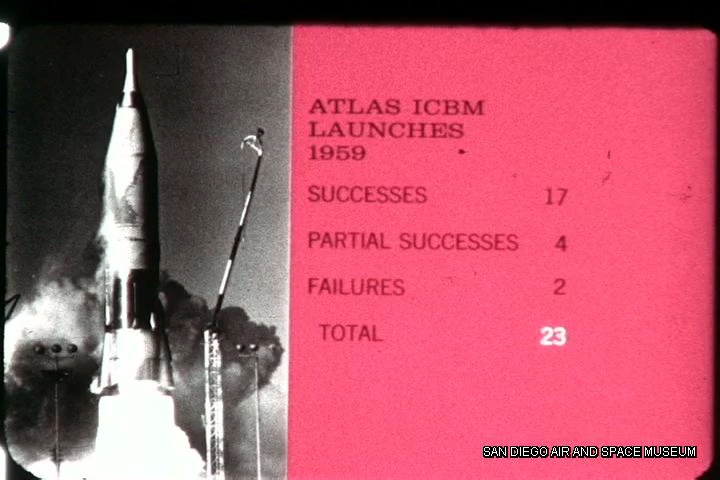 ATLAS ICBM
LAUNCHES
1959
SUCCESSES 17
PARTIAL SUCCESSES 4
FAILURES 2
TOTAL 23
SAN DIEGO AIR AND SPACE MUSEUM